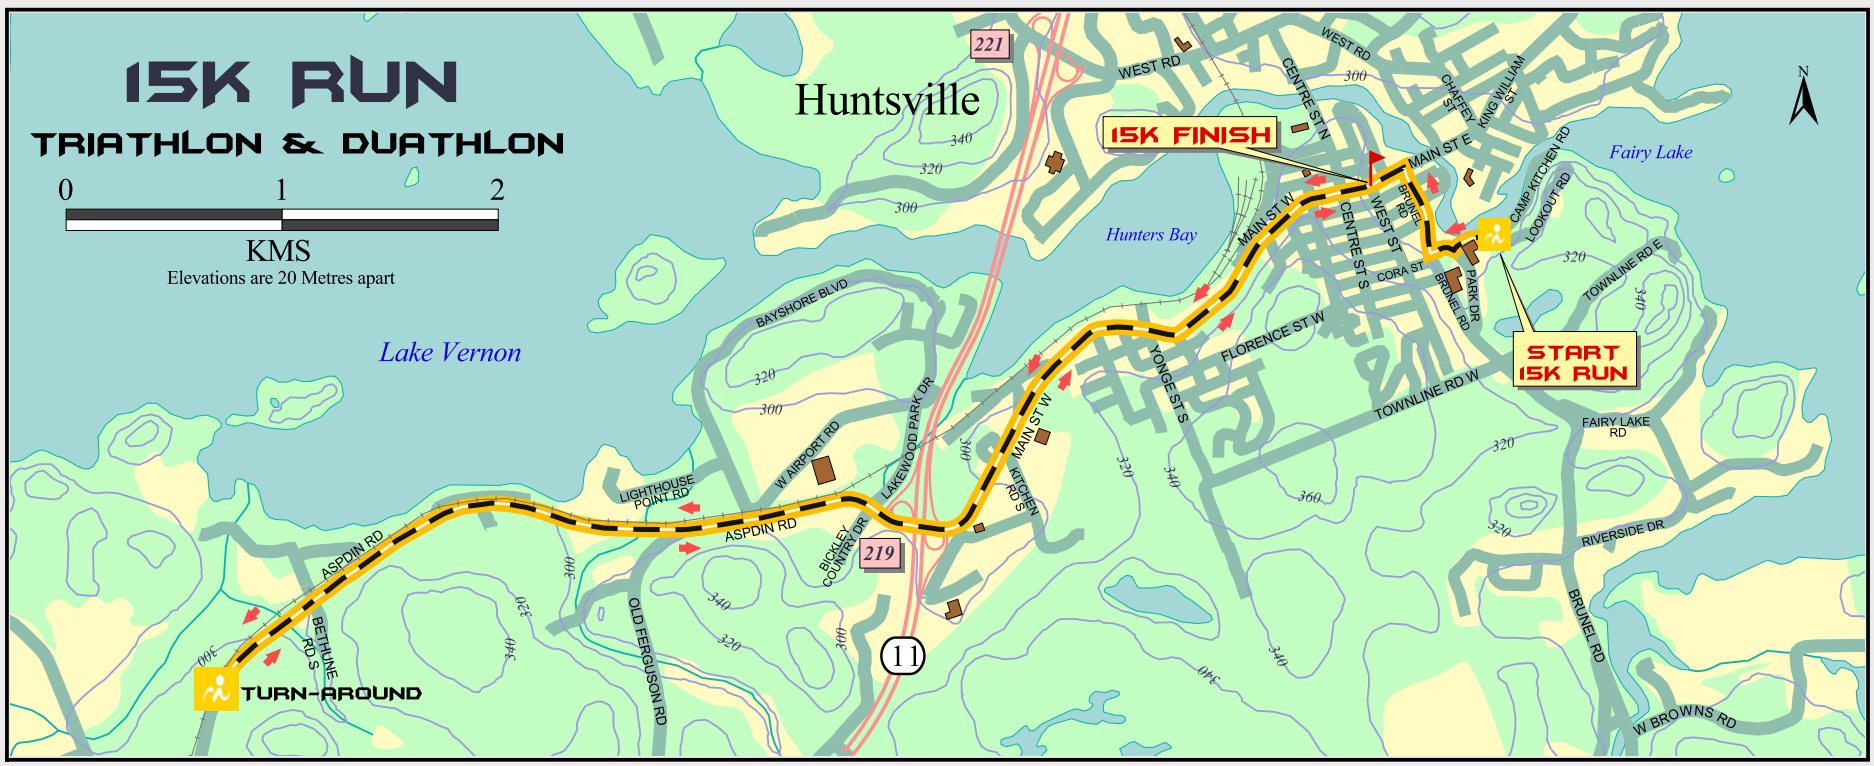 15K RUN
TRIATHLON & DUATHLON
0 1 2
KMS
Elevations are 20 Metres apart
Huntsville
221
WEST RD
WEST RD
300
CENTRE ST N
CHAFFEY
ST
KING WILLIAM
ST
N
340
320
300
15K FINISH
MAIN ST E
CAMP KITCHEN RD
LOOKOUT RD
Fairy Lake
Hunters Bay
MAIN ST W
CENTRE ST S
WEST ST
BRUNEL
RD
CORA ST
BRUNEL RD
PARK DR
320
TOWNLINE RD E
340
START
15K RUN
Lake Vernon
BAYSHORE BLVD
320
300
LAKEWOOD PARK DR
W AIRPORT RD
LIGHTHOUSE
POINT RD
ASPDIN RD
BICKLEY
COUNTRY DR
219
300
MAIN ST W
KITCHEN
RD S
YONGE ST S
FLORENCE ST W
TOWNLINE RD W
320
340
360
320
FAIRY LAKE
RD
320
RIVERSIDE DR
BRUNEL RD
W BROWNS RD
340
340
11
300
340
320
OLD FERGUSON RD
300
320
340
ASPDIN RD
BETHUNE
RD S
300
TURN-AROUND